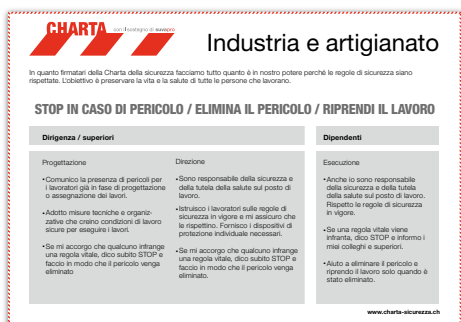 CHARTA con il sostegno di suvapro
Industria e artigianato
In quanto firmatari della Charta della sicurezza facciamo tutto quanto è in nostro potere perché le regole di sicurezza siano
rispettate. L'obiettivo è preservare la vita e la salute di tutte le persone che lavorano.
STOP IN CASO DI PERICOLO / ELIMINA IL PERICOLO / RIPRENDI IL LAVORO
Dirigenza / superiori
Progettazione
•Comunico la presenza di pericoli per
i lavoratori già in fase di progettazione
o assegnazione dei lavori.
•Adotto misure tecniche e organiz-
zative che creino condizioni di lavoro
sicure per eseguire i lavori.
•Se mi accorgo che qualcuno infrange
una regola vitale, dico subito STOP e
faccio in modo che il pericolo venga
eliminato
Direzione
•Sono responsabile della sicurezza e
della tutela della salute sul posto di
lavoro.
•Istruisco i lavoratori sulle regole di
sicurezza in vigore e mi assicuro che
le rispettino. Fornisco i dispositivi di
protezione individuale necessari.
•Se mi accorgo che qualcuno infrange
una regola vitale, dico subito STOP e
faccio in modo che il pericolo venga
eliminato.
Dipendenti
Esecuzione
•Anche io sono responsabile
della sicurezza e della tutela
della salute sul posto di lavoro.
Rispetto le regole di sicurezza
in vigore.
•Se una regola vitale viene
infranta, dico STOP e informo i
miei colleghi e superiori.
•Aiuto a eliminare il pericolo e
riprendo il lavoro solo quando è
stato eliminato.
www.charta-sicurezza.ch